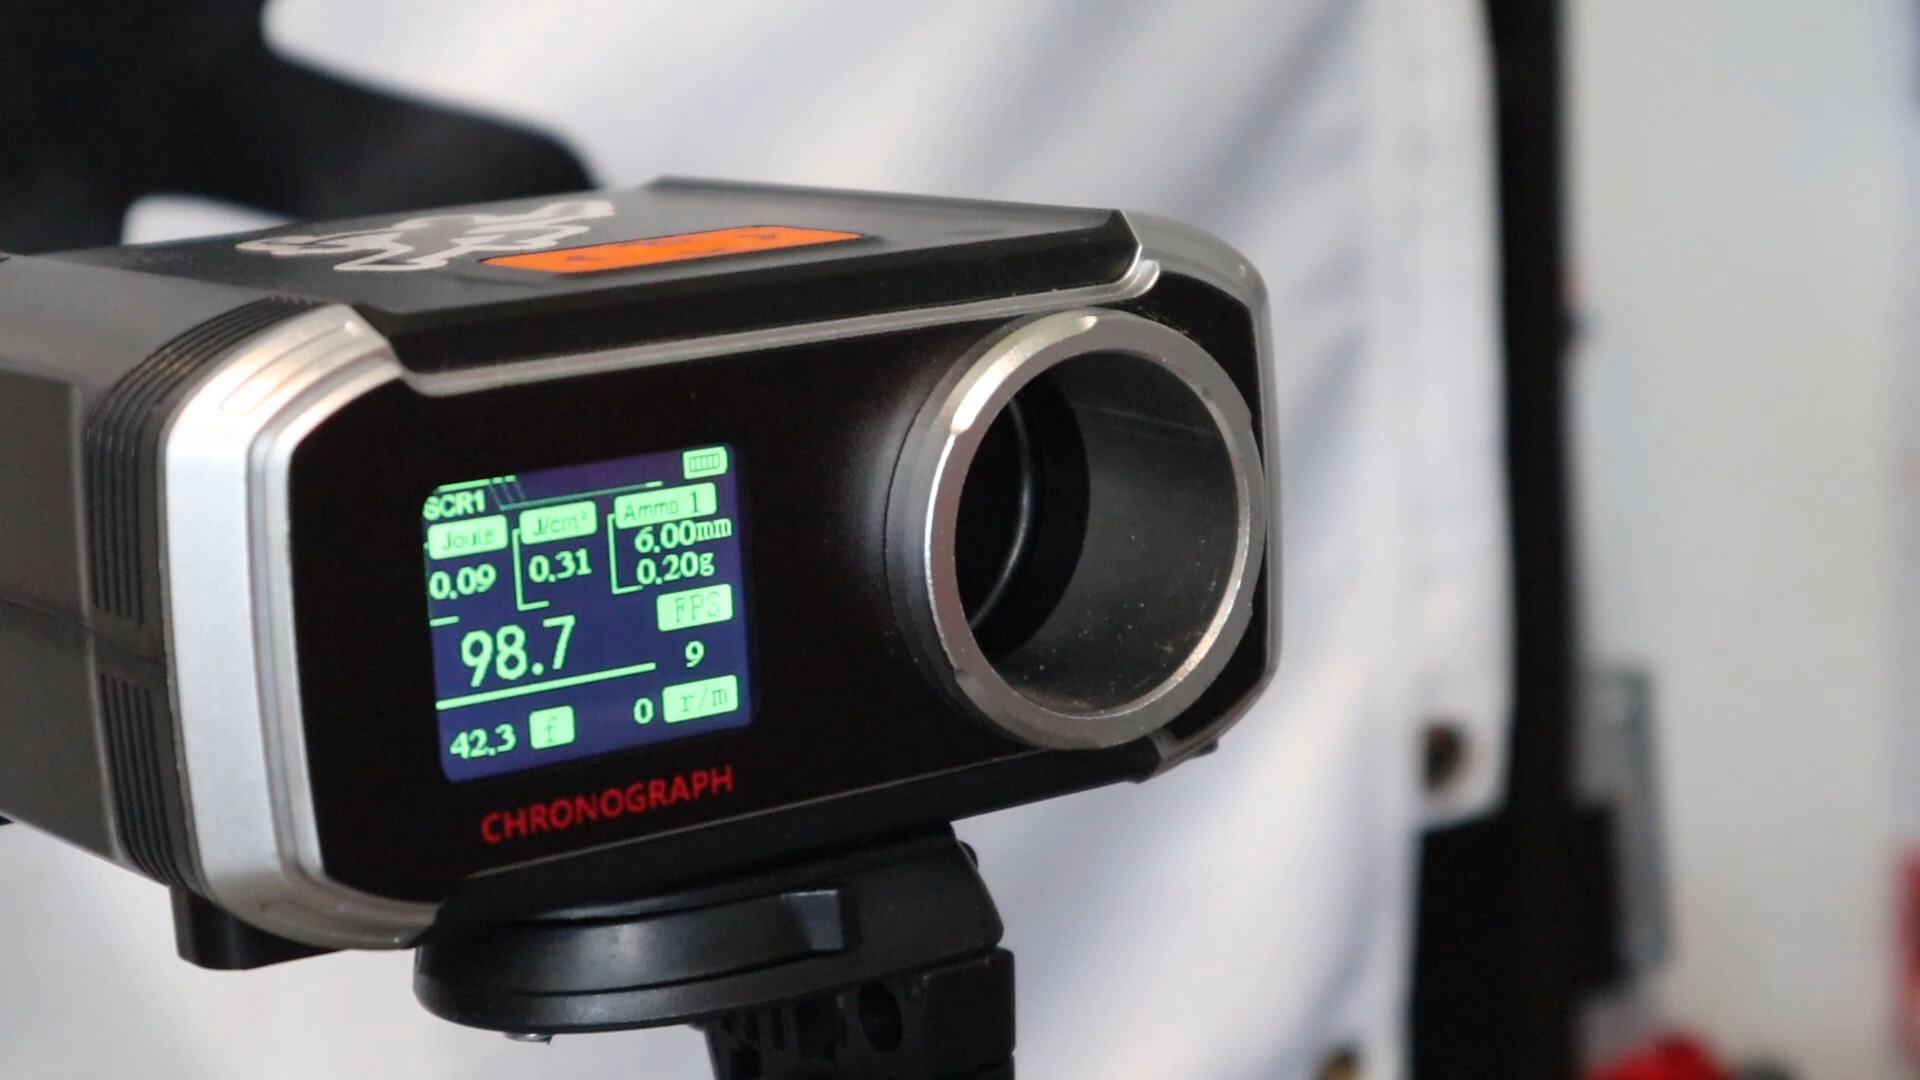 SCR1
Joule J/cm² Ammo 1
0.09 0.31 6.00mm
0.20g
98.7 FPS
9
42.3 f 0 r/m
CHRONOGRAPH